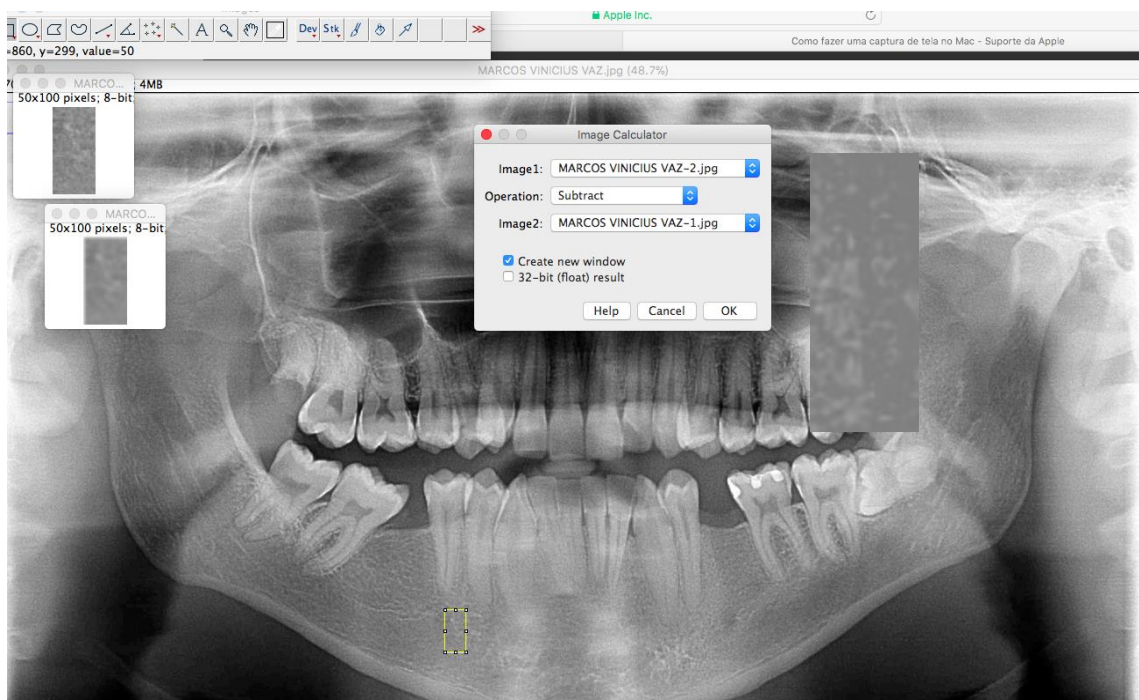 Apple Inc.
Dev Stk
=860, y=299, value=50
Como fazer uma captura de tela no Mac - Suporte da Apple
MARCOS VINICIUS VAZ.jpg (48.7%)
MARCO... 4MB
50x100 pixels; 8-bit
MARCO...
50x100 pixels; 8-bit
Image Calculator
Image1: MARCOS VINICIUS VAZ-2.jpg
Operation: Subtract
Image2: MARCOS VINICIUS VAZ-1.jpg
Create new window
32-bit (float) result
Help Cancel OK